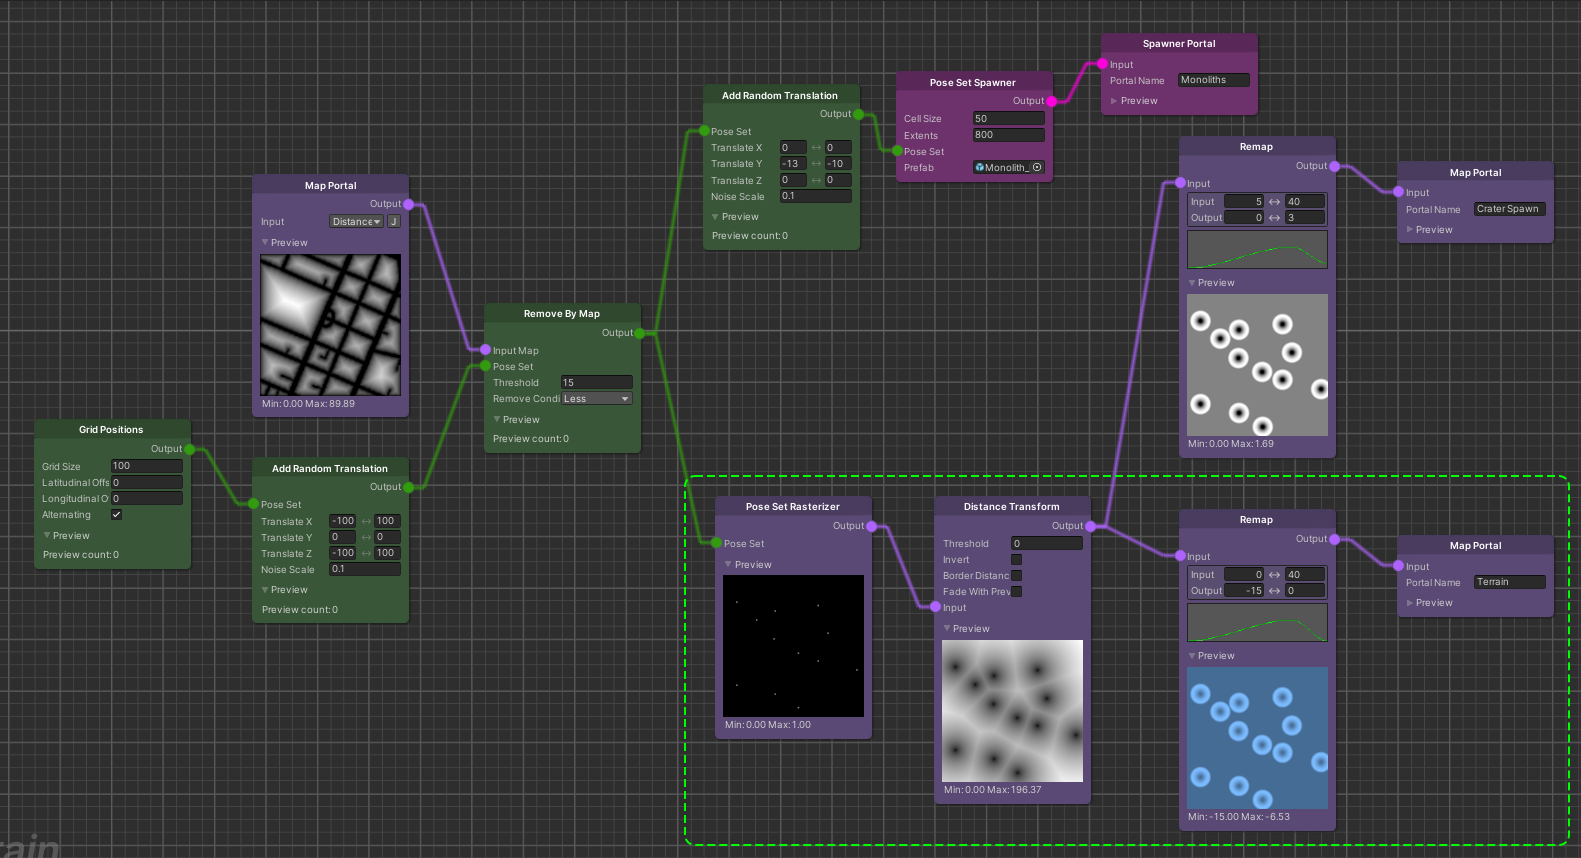 Spawner Portal
Input
Portal Name Monoliths
Preview
Pose Set Spawner
Output
Cell Size 50
Extents 800
Pose Set
Prefab Monolith_
Add Random Translation
Output
Pose Set
Translate X 0 0
Translate Y -13 -10
Translate Z 0 0
Noise Scale 0.1
Preview
Preview count: 0
Remap
Output
Input
Input 5 40
Output 0 3
Preview
Min: 0.00 Max: 1.69
Map Portal
Input
Portal Name Crater Spawn
Preview
Map Portal
Output
Input Distance J
Preview
Min: 0.00 Max: 89.89
Remove By Map
Output
Input Map
Pose Set
Threshold 15
Remove Condi Less
Preview
Preview count: 0
Grid Positions
Output
Grid Size 100
Latitudinal Offs 0
Longitudinal O 0
Alternating
Preview
Preview count: 0
Add Random Translation
Output
Pose Set
Translate X -100 100
Translate Y 0 0
Translate Z -100 100
Noise Scale 0.1
Preview
Preview count: 0
Pose Set Rasterizer
Output
Pose Set
Preview
Min: 0.00 Max: 1.00
Distance Transform
Output
Threshold 0
Invert
Border Distanc
Fade With Prev
Input
Preview
Min: 0.00 Max: 196.37
Remap
Output
Input
Input 0 40
Output -15 0
Preview
Min: -15.00 Max: -6.53
Map Portal
Input
Portal Name Terrain
Preview
rain